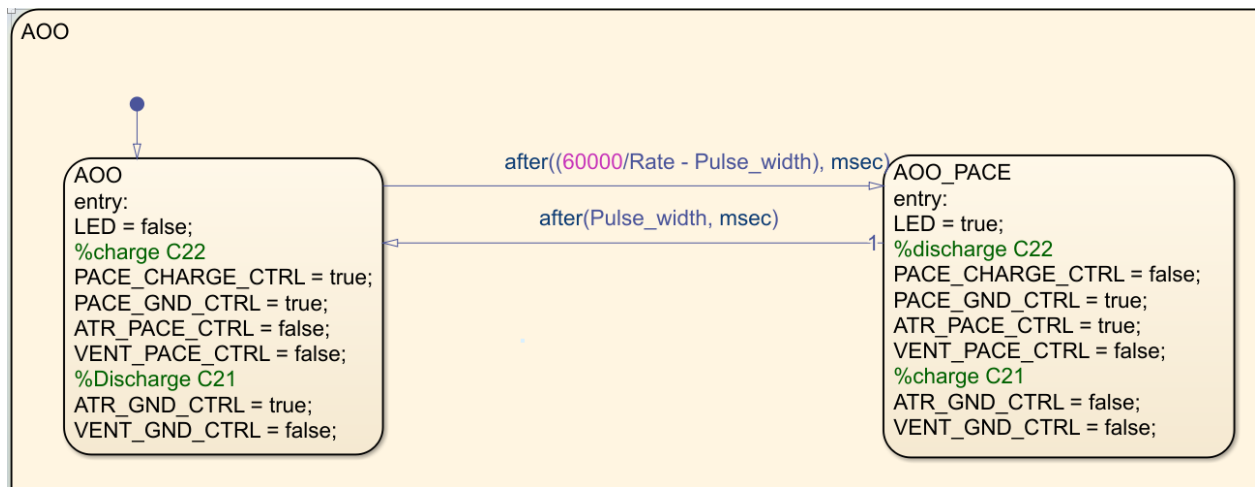 AOO
AOO
entry:
LED = false;
%charge C22
PACE_CHARGE_CTRL = true;
PACE_GND_CTRL = true;
ATR_PACE_CTRL = false;
VENT_PACE_CTRL = false;
%Discharge C21
ATR_GND_CTRL = true;
VENT_GND_CTRL = false;
after((60000/Rate - Pulse_width), msec)
after(Pulse_width, msec)
1
AOO_PACE
entry:
LED = true;
%discharge C22
PACE_CHARGE_CTRL = false;
PACE_GND_CTRL = true;
ATR_PACE_CTRL = true;
VENT_PACE_CTRL = false;
%charge C21
ATR_GND_CTRL = false;
VENT_GND_CTRL = false;